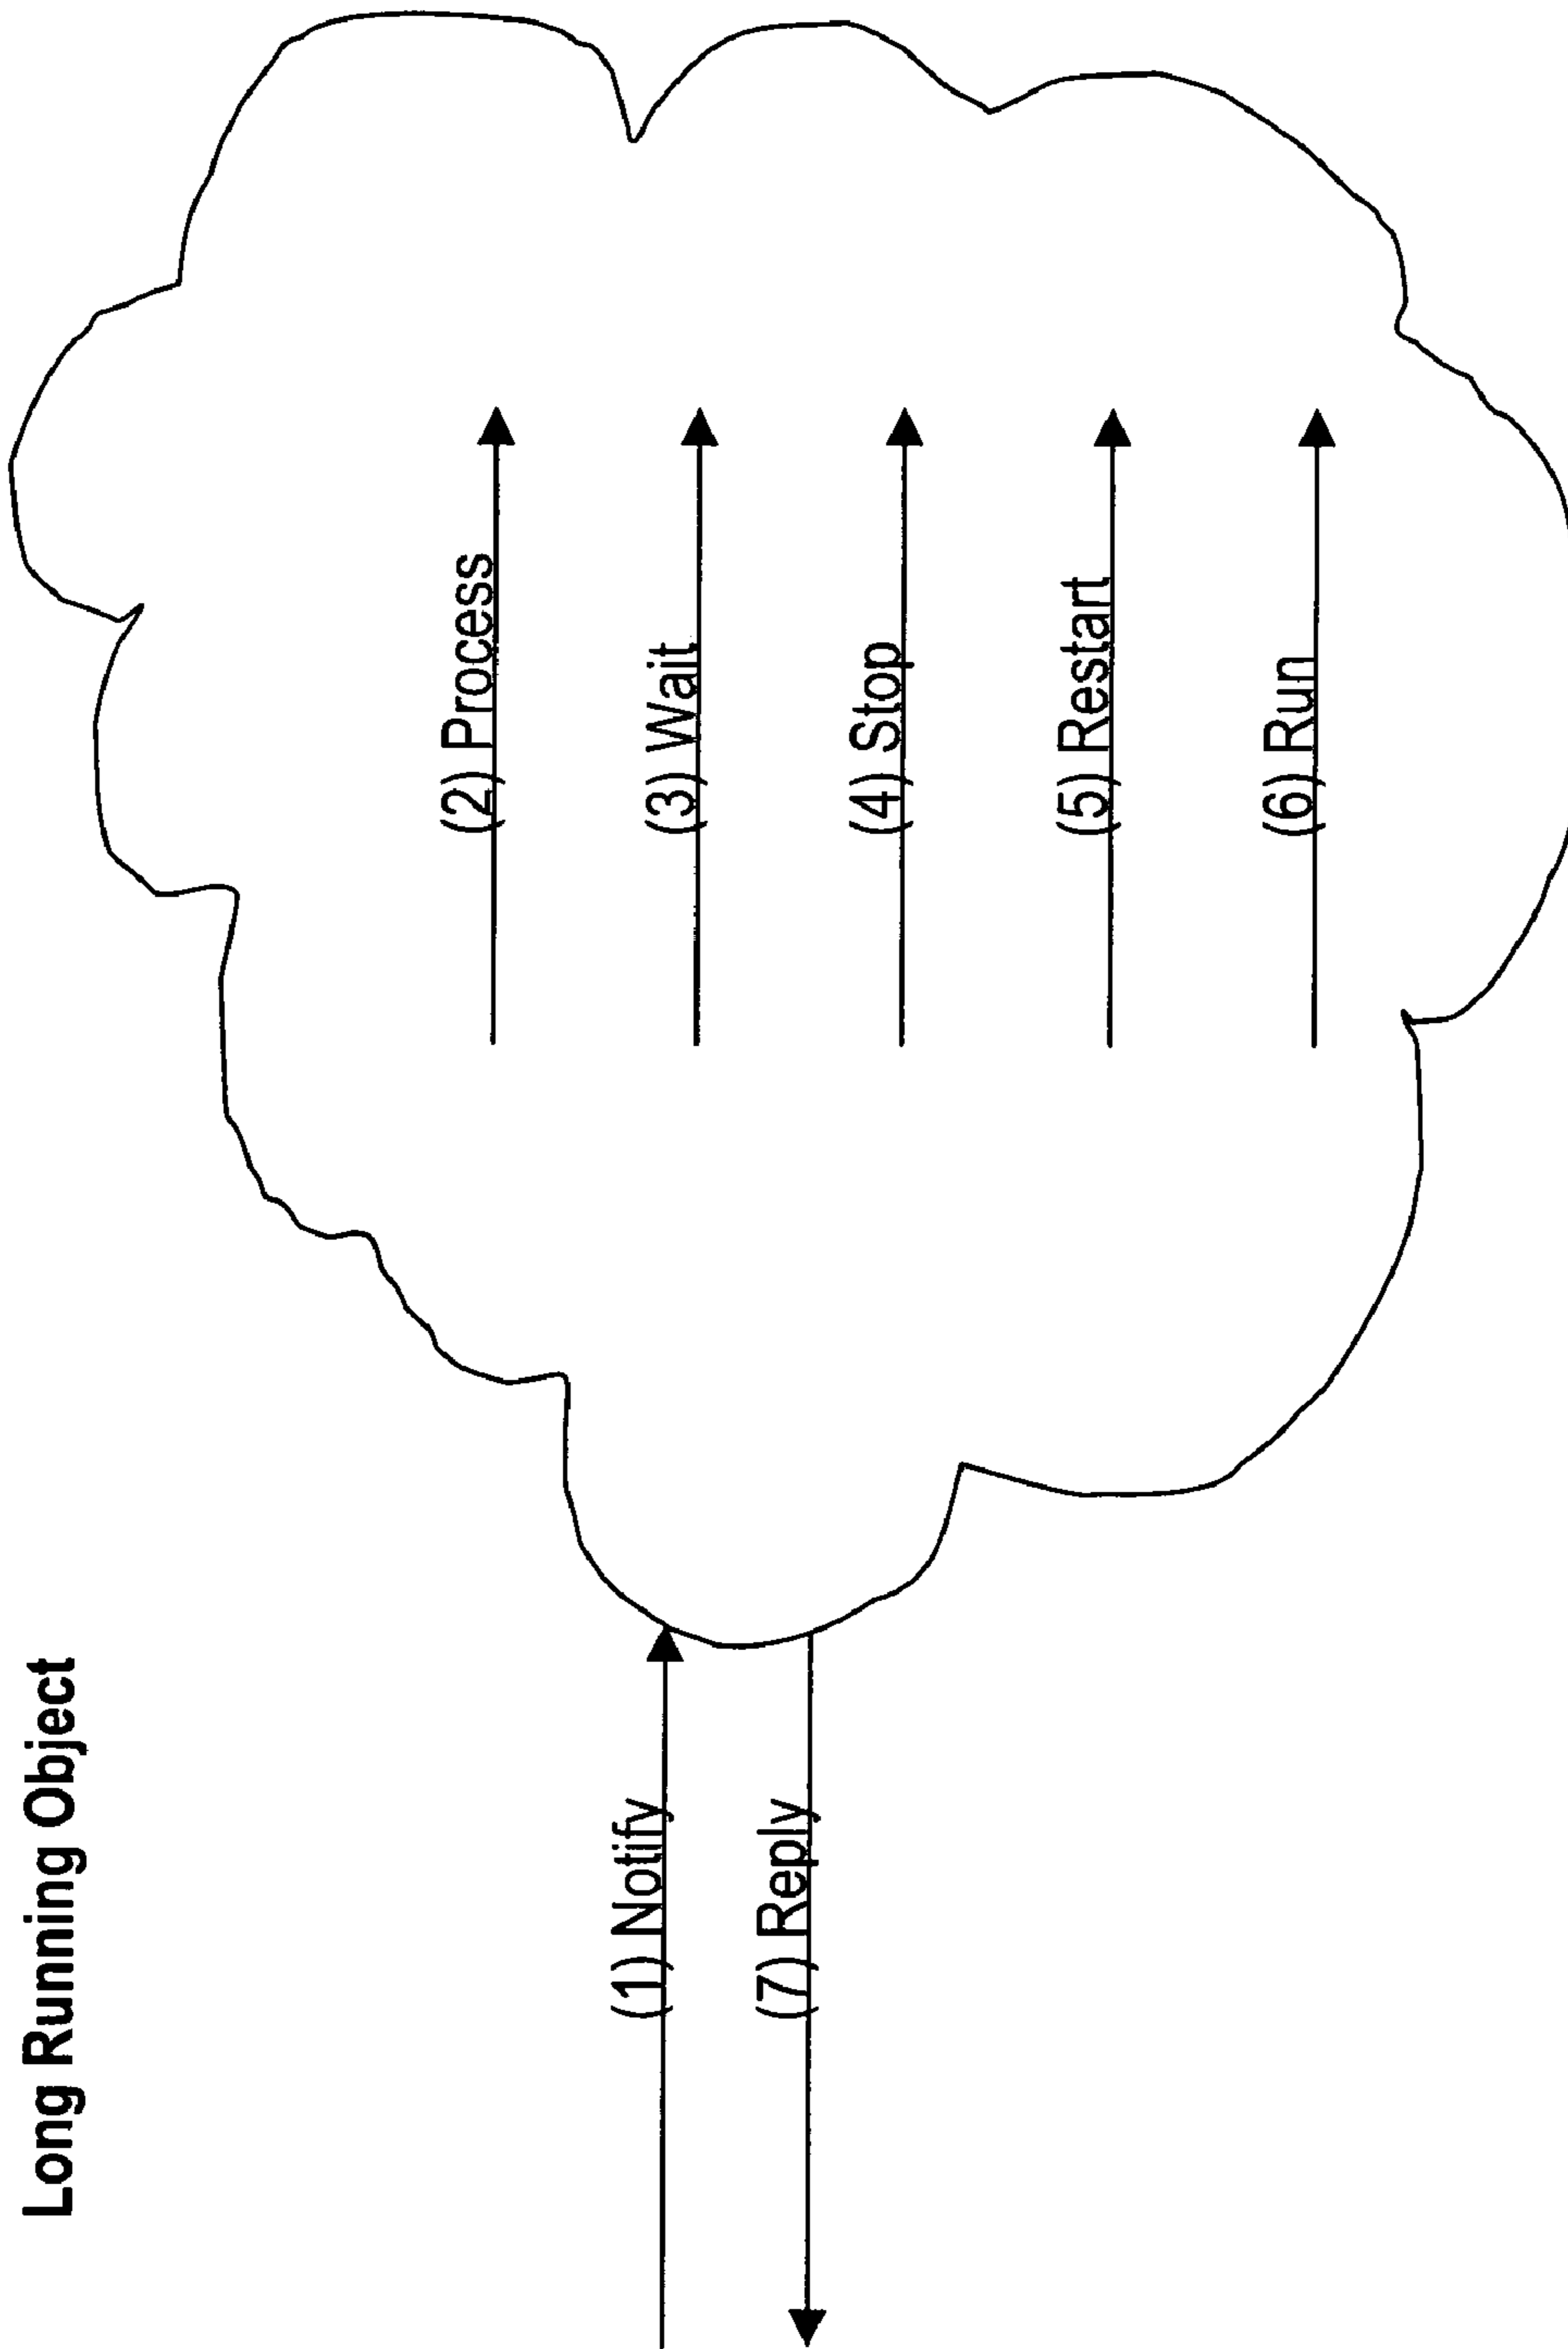 Long Running Object
(1) Notify
(7) Reply
(2) Process
(3) Wait
(4) Stop
(5) Restart
(6) Run